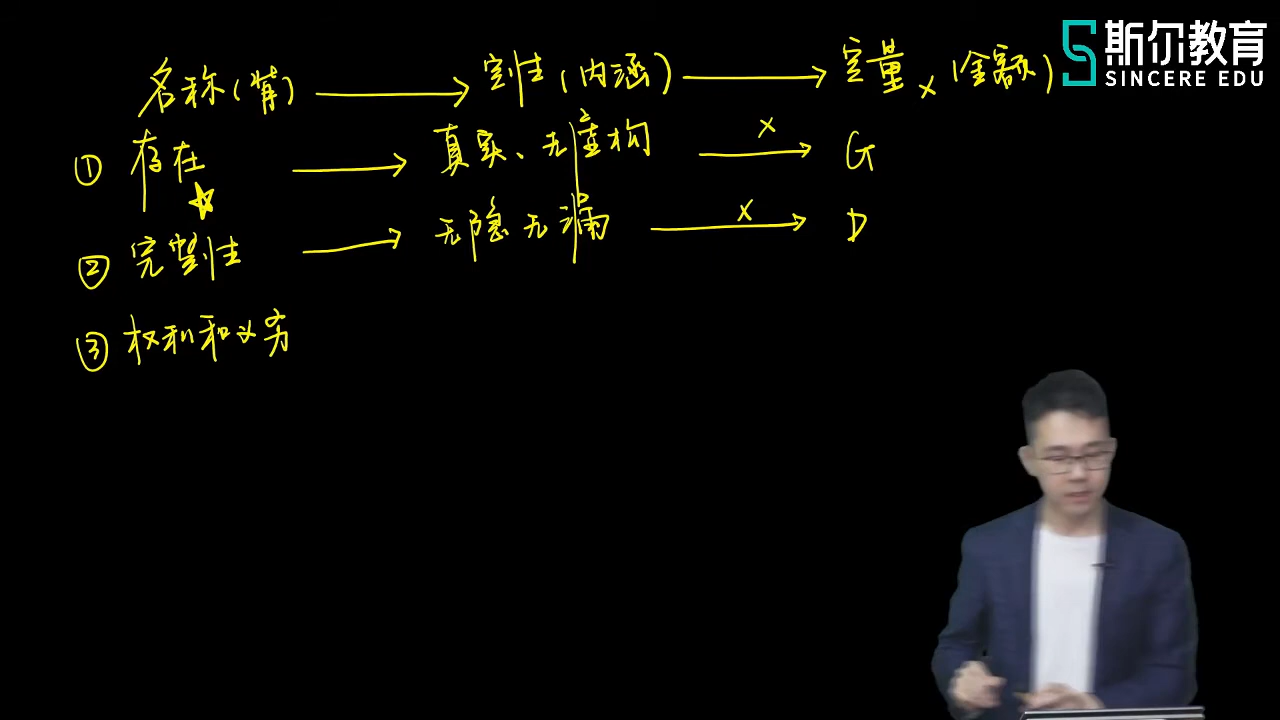 斯尔教育
SINCERE EDU
名称(背) → 定性(内涵) → 定量 x (金额)
① 存在 → 真实、无虚构 x → G
② 完整性 → 无隐无漏 x → D
③ 权利和义务